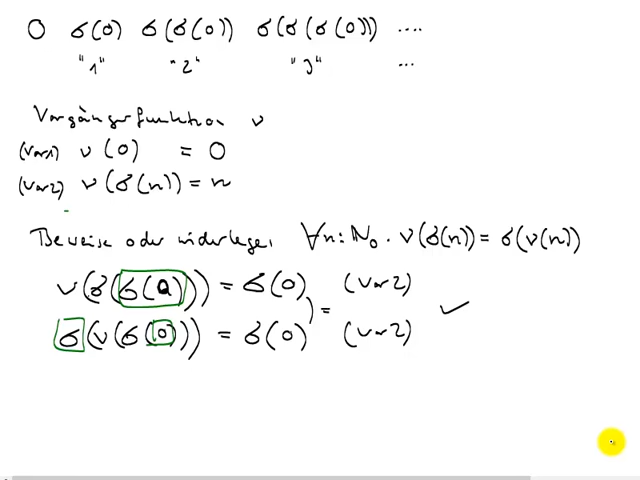 0 σ(0) σ(σ(0)) σ(σ(σ(0))) ....
"1" "2" "3" ...
Vorgängerfunktion ν
(Vor1) ν(0) = 0
(Vor2) ν(σ(n)) = n
Beweise oder widerlege: ∀n:ℕ₀. ν(σ(n)) = σ(ν(n))
ν(σ(σ(0))) = σ(0) (Vor2)
) = ✓
σ(ν(σ(0))) = σ(0) (Vor2)